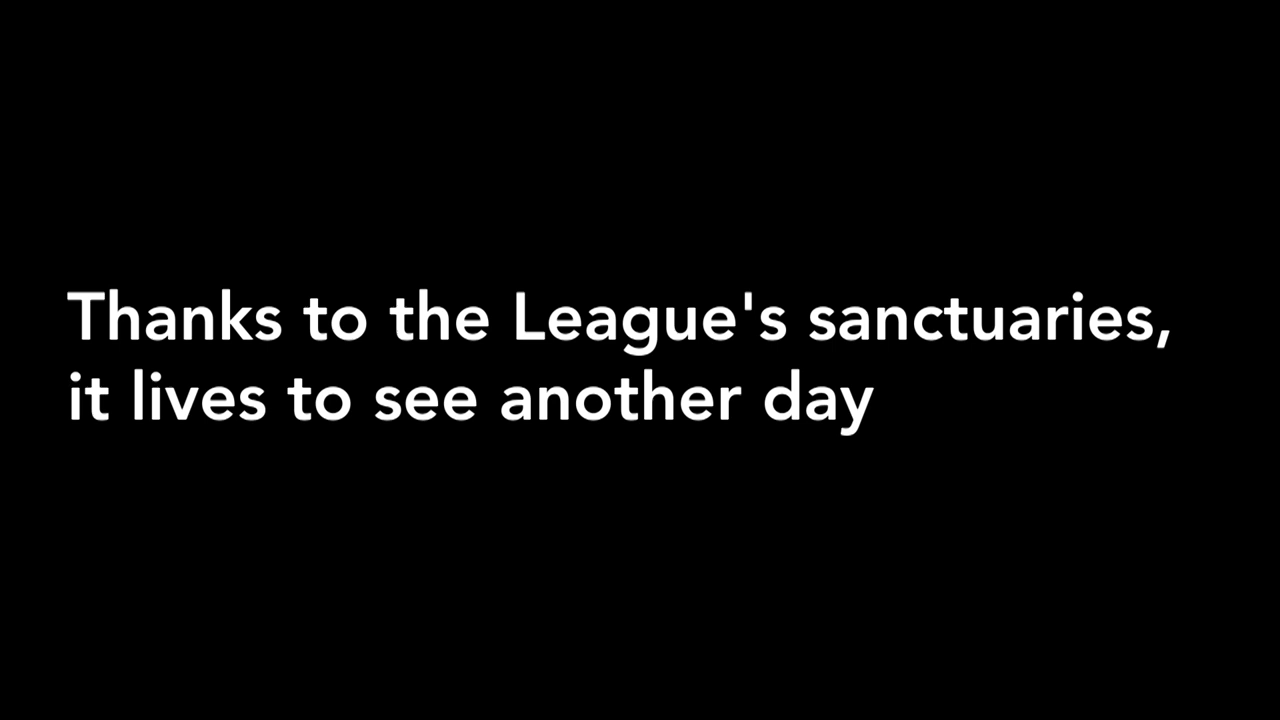 Thanks to the League's sanctuaries,
it lives to see another day